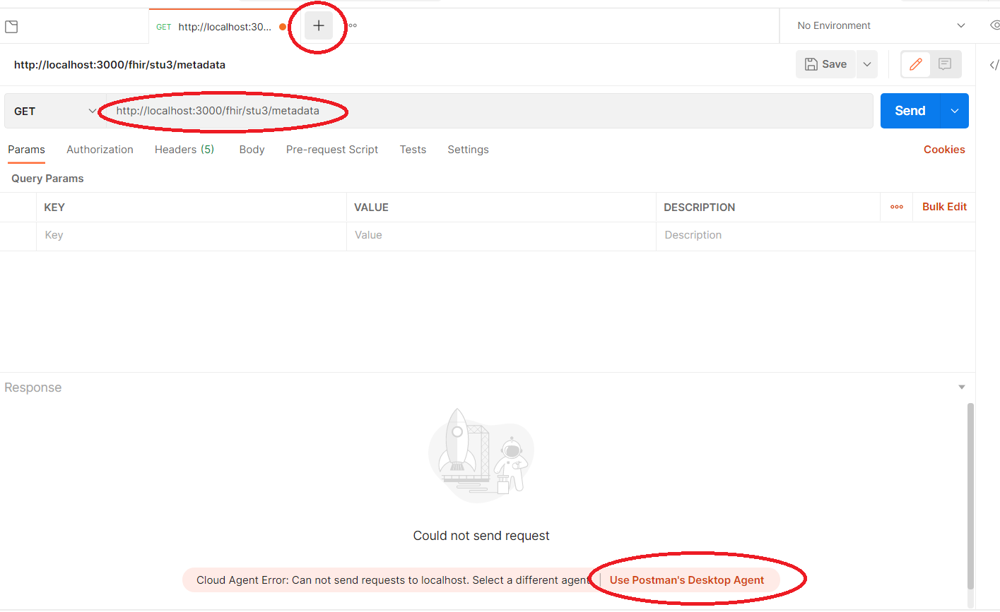 GET http://localhost:30...
No Environment
http://localhost:3000/fhir/stu3/metadata
Save
GET
http://localhost:3000/fhir/stu3/metadata
Send
Params Authorization Headers (5) Body Pre-request Script Tests Settings Cookies
Query Params
KEY VALUE DESCRIPTION Bulk Edit
Key Value Description
Response
Could not send request
Cloud Agent Error: Can not send requests to localhost. Select a different agent | Use Postman's Desktop Agent